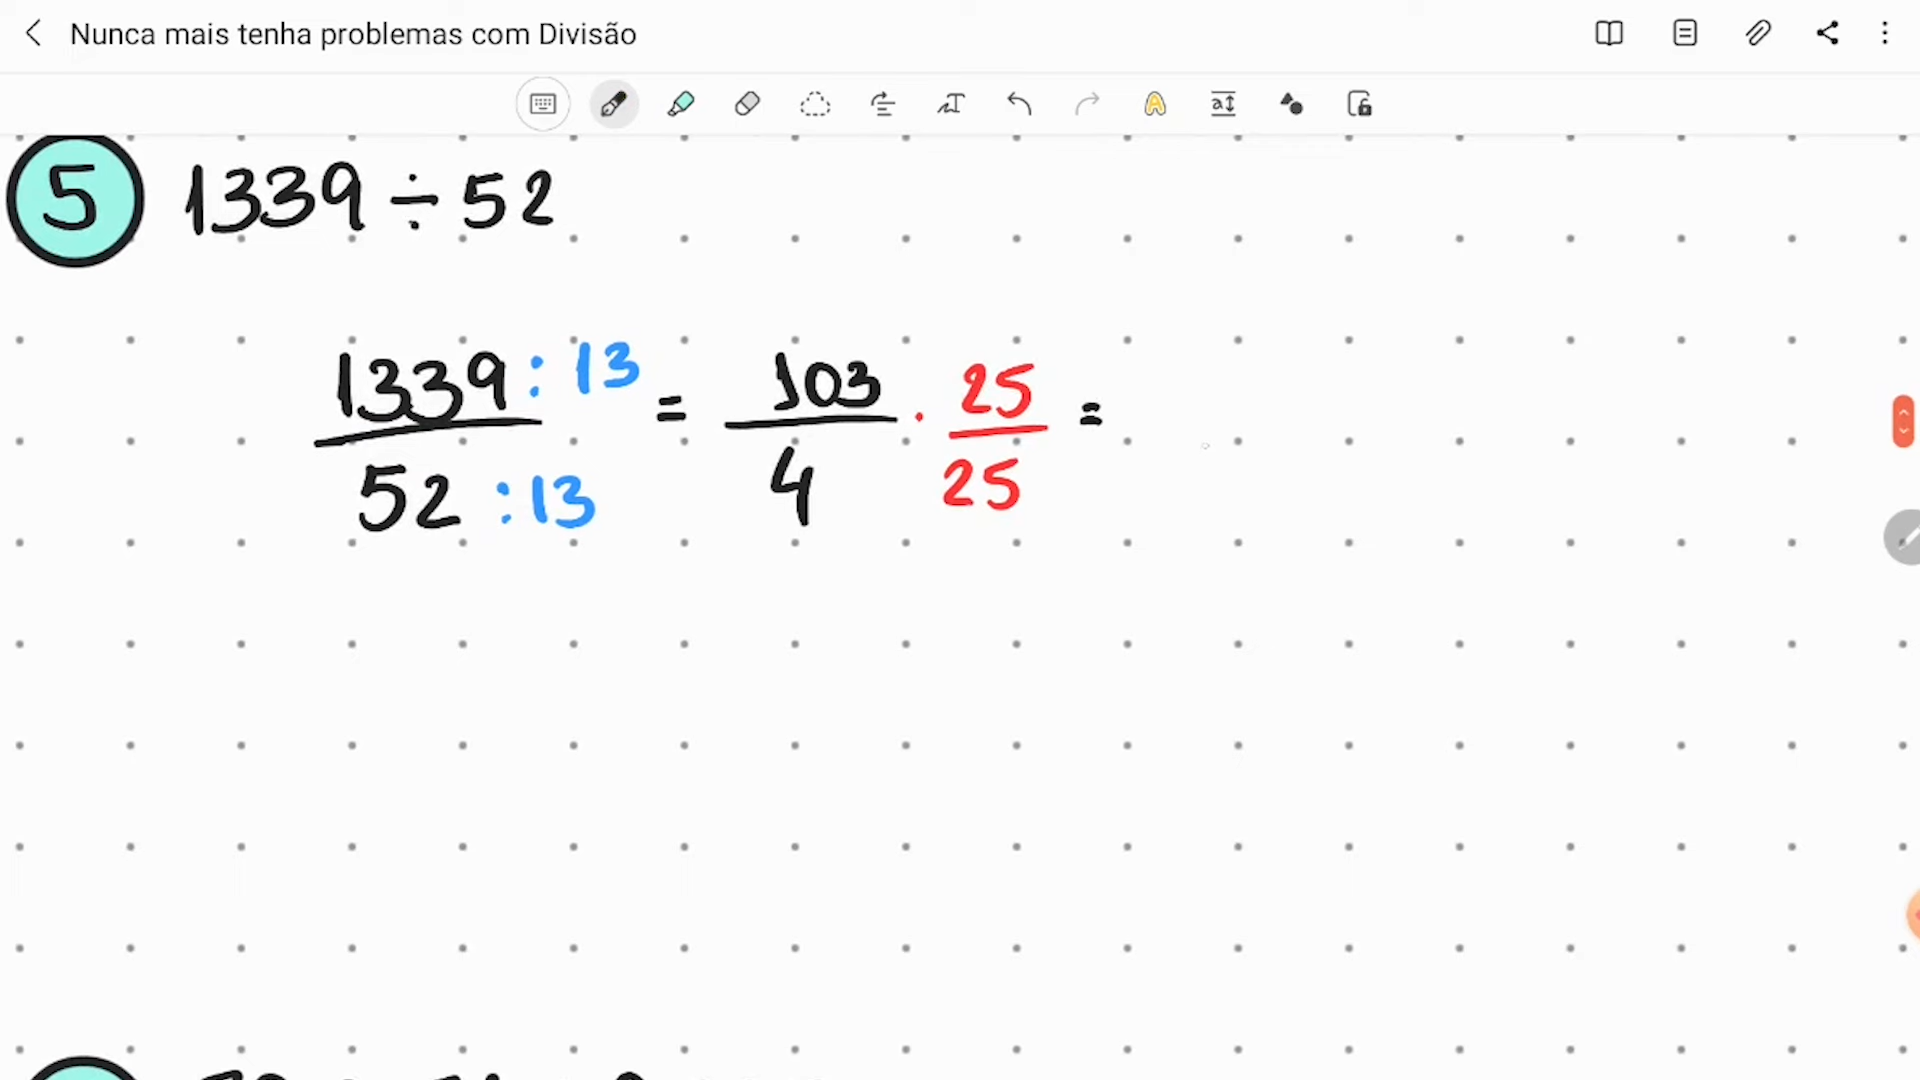 Nunca mais tenha problemas com Divisão
5 1339 ÷ 52
1339 : 13 = 103 · 25 =
52 : 13 4 25